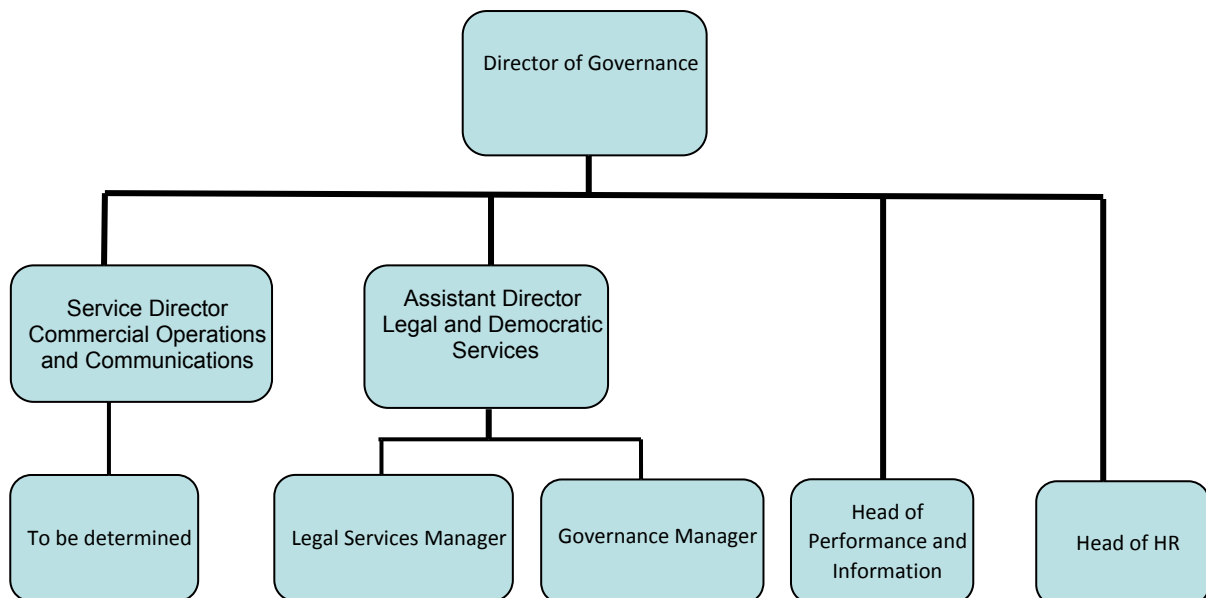 Director of Governance
Service Director
Commercial Operations
and Communications
Assistant Director
Legal and Democratic
Services
To be determined
Legal Services Manager
Governance Manager
Head of
Performance and
Information
Head of HR